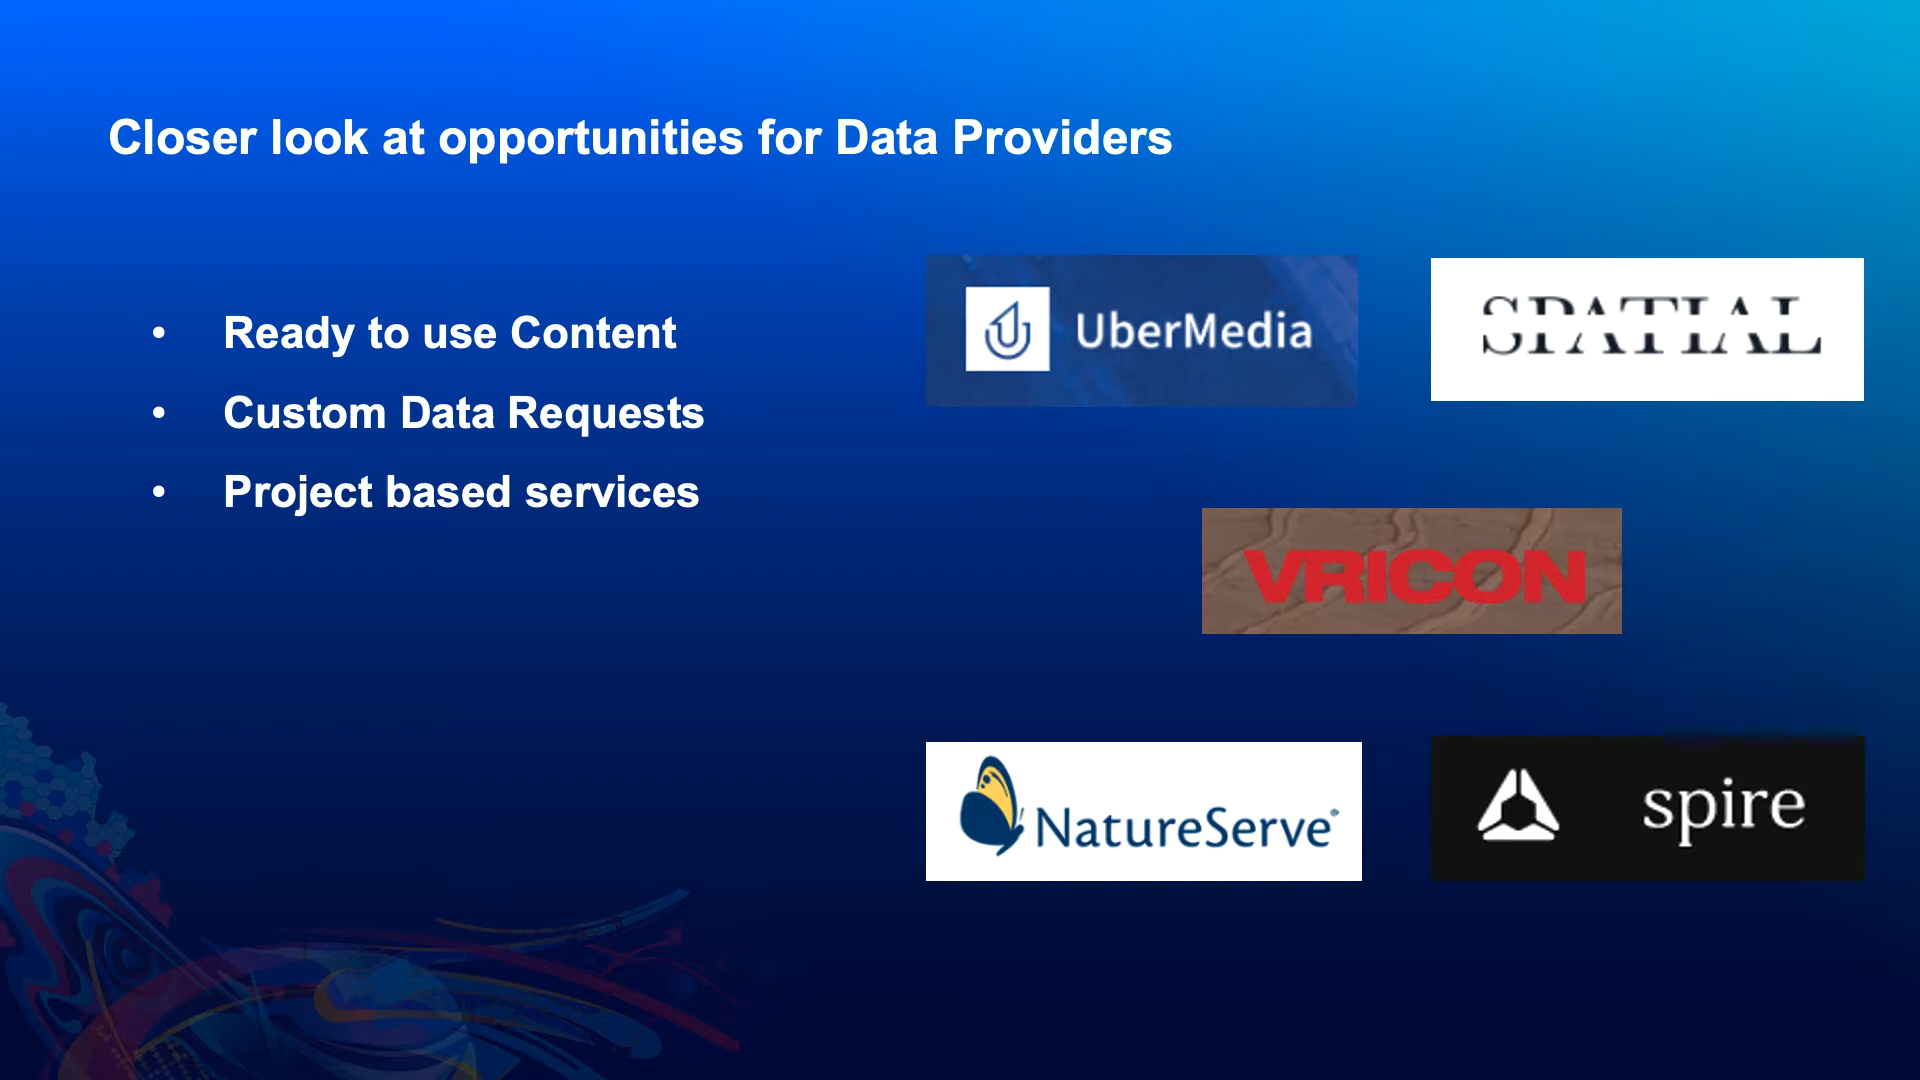 Closer look at opportunities for Data Providers
• Ready to use Content
• Custom Data Requests
• Project based services
UberMedia
SPATIAL
VRICON
NatureServe®
spire